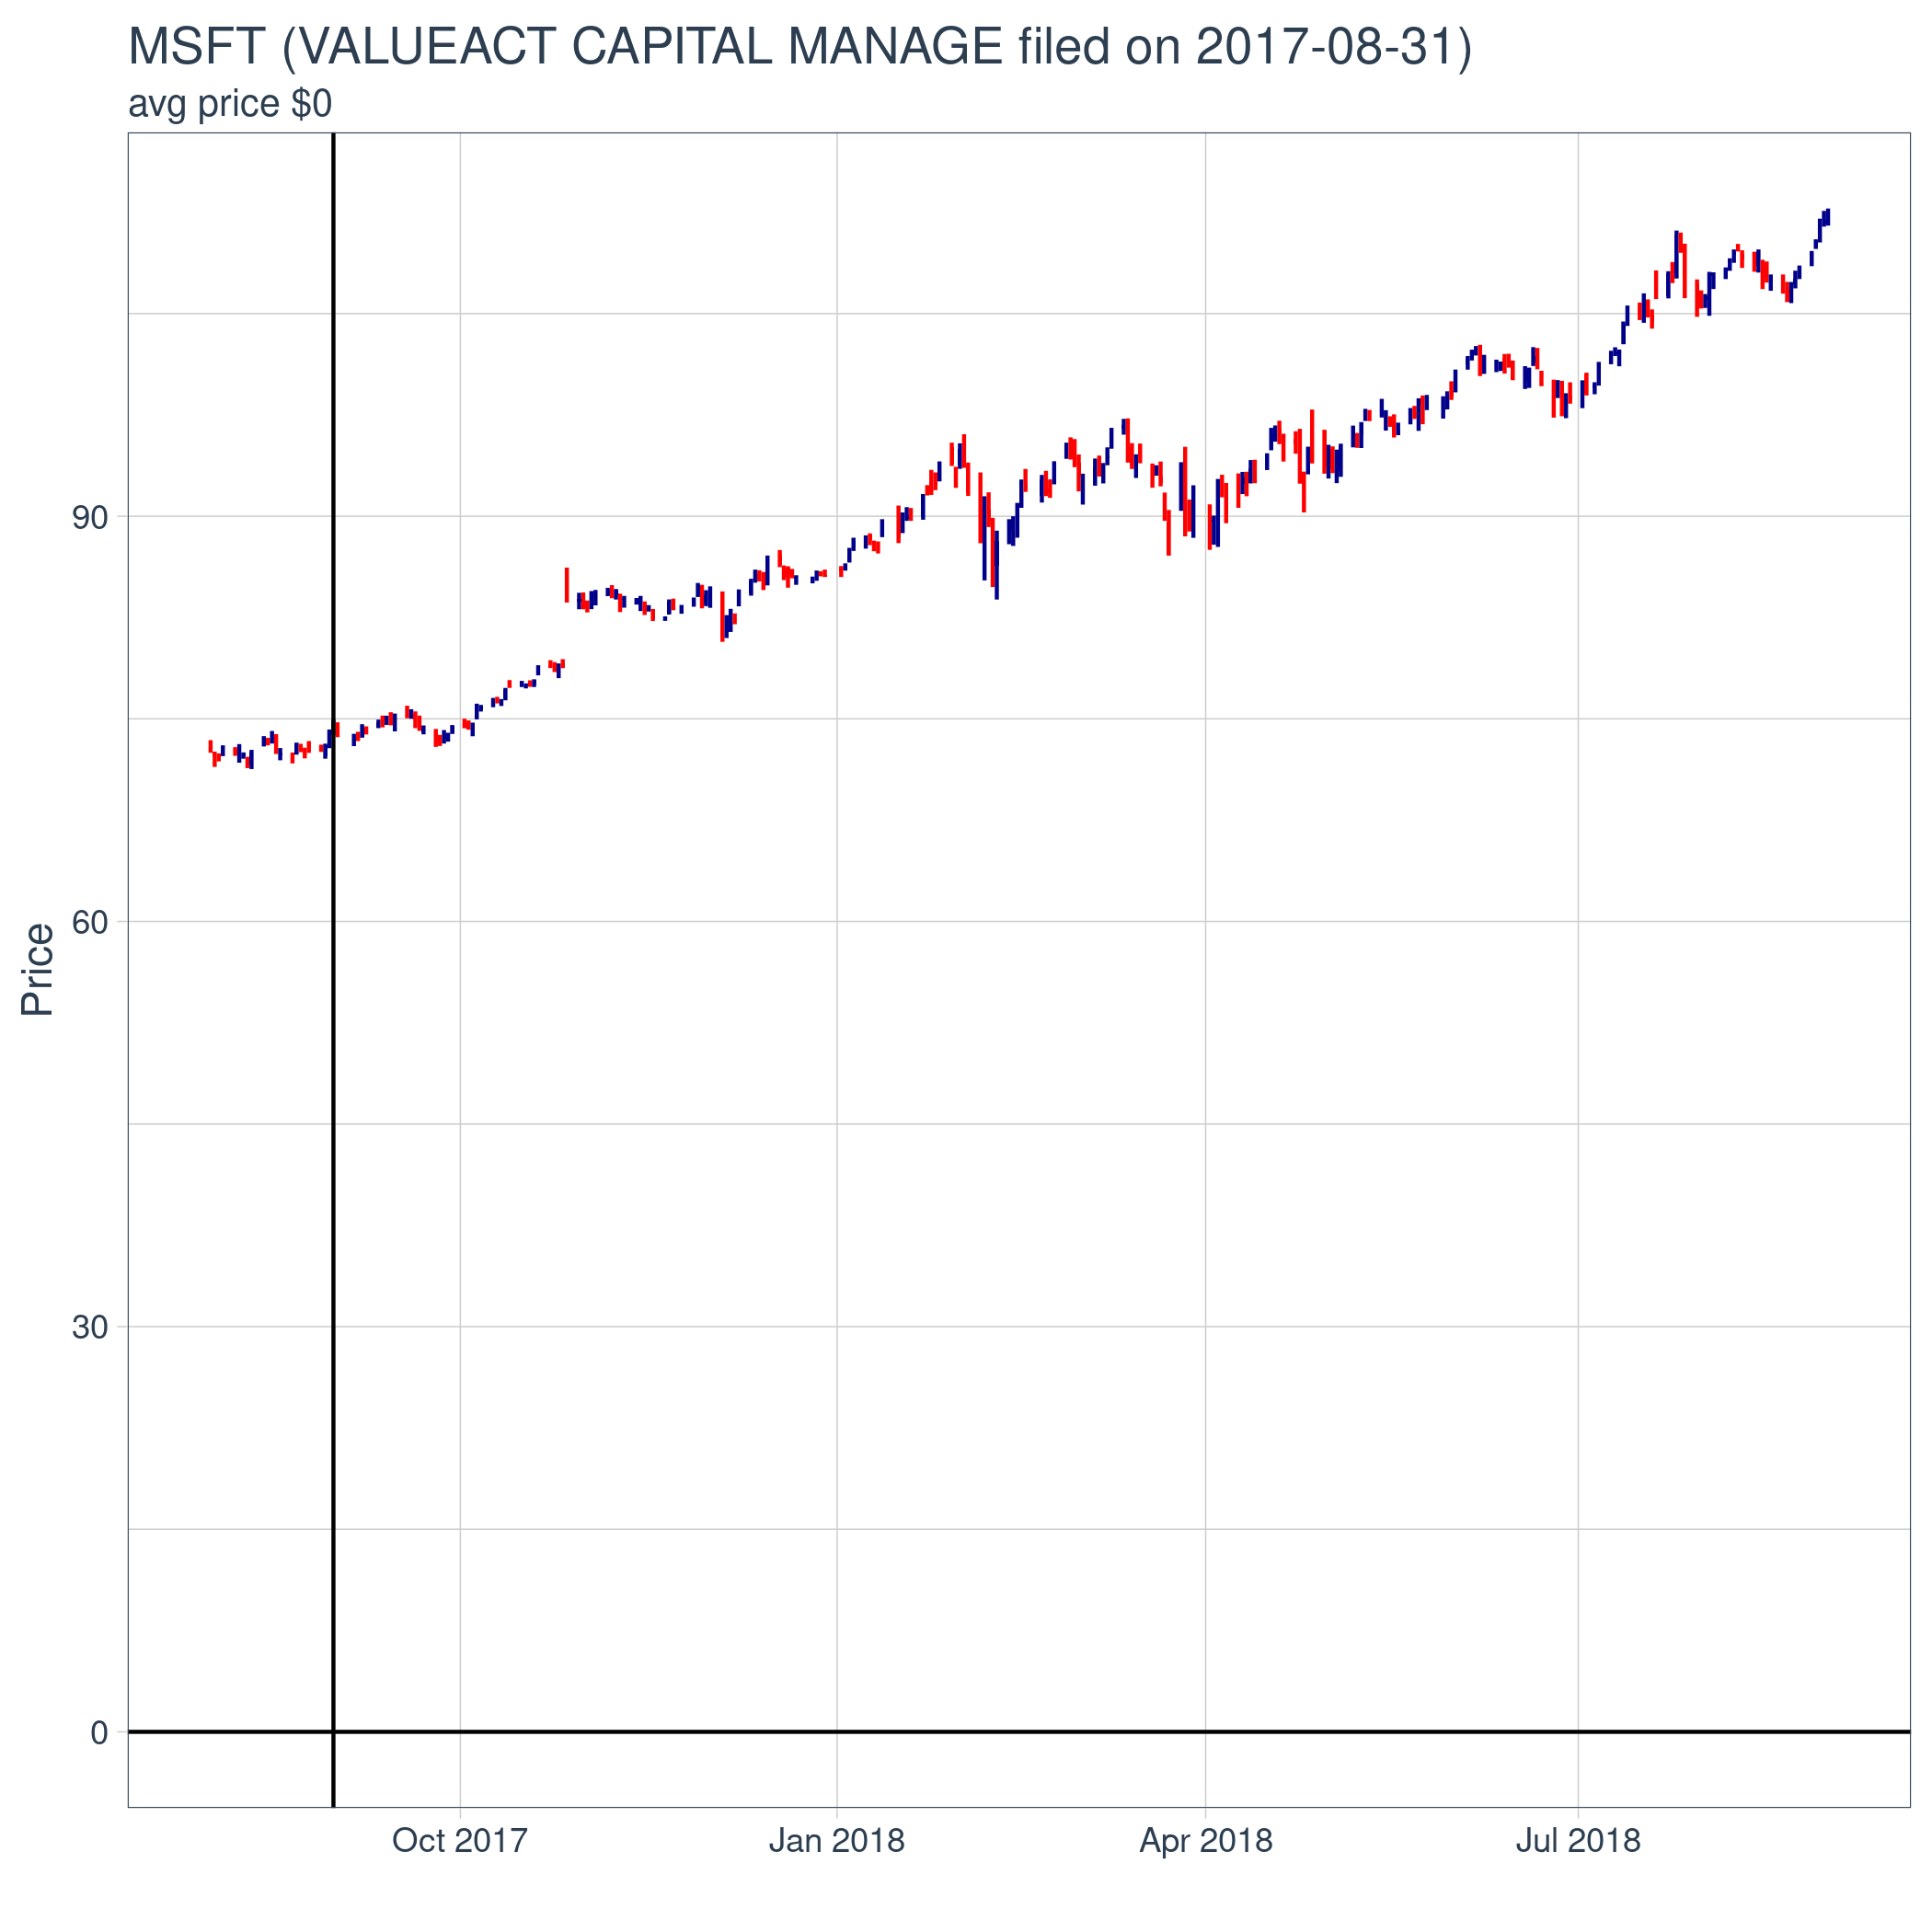 MSFT (VALUEACT CAPITAL MANAGE filed on 2017-08-31)
avg price $0
90
60
30
0
Price
Oct 2017 Jan 2018 Apr 2018 Jul 2018